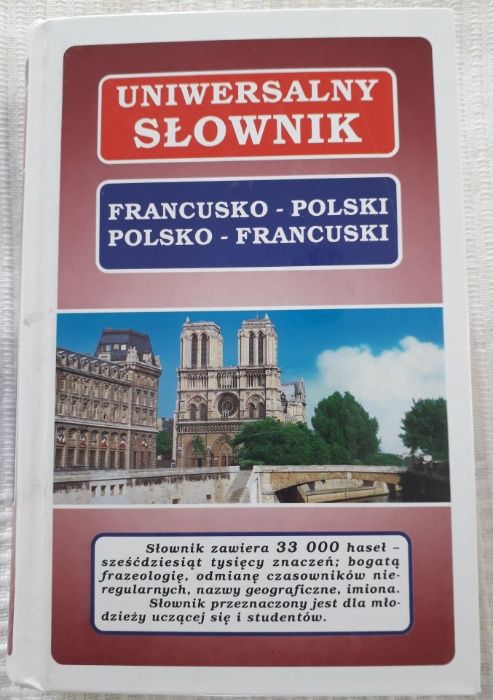 UNIWERSALNY
SŁOWNIK
FRANCUSKO - POLSKI
POLSKO - FRANCUSKI
Słownik zawiera 33 000 haseł –
sześćdziesiąt tysięcy znaczeń; bogatą
frazeologię, odmianę czasowników nie-
regularnych, nazwy geograficzne, imiona.
Słownik przeznaczony jest dla mło-
dzieży uczącej się i studentów.